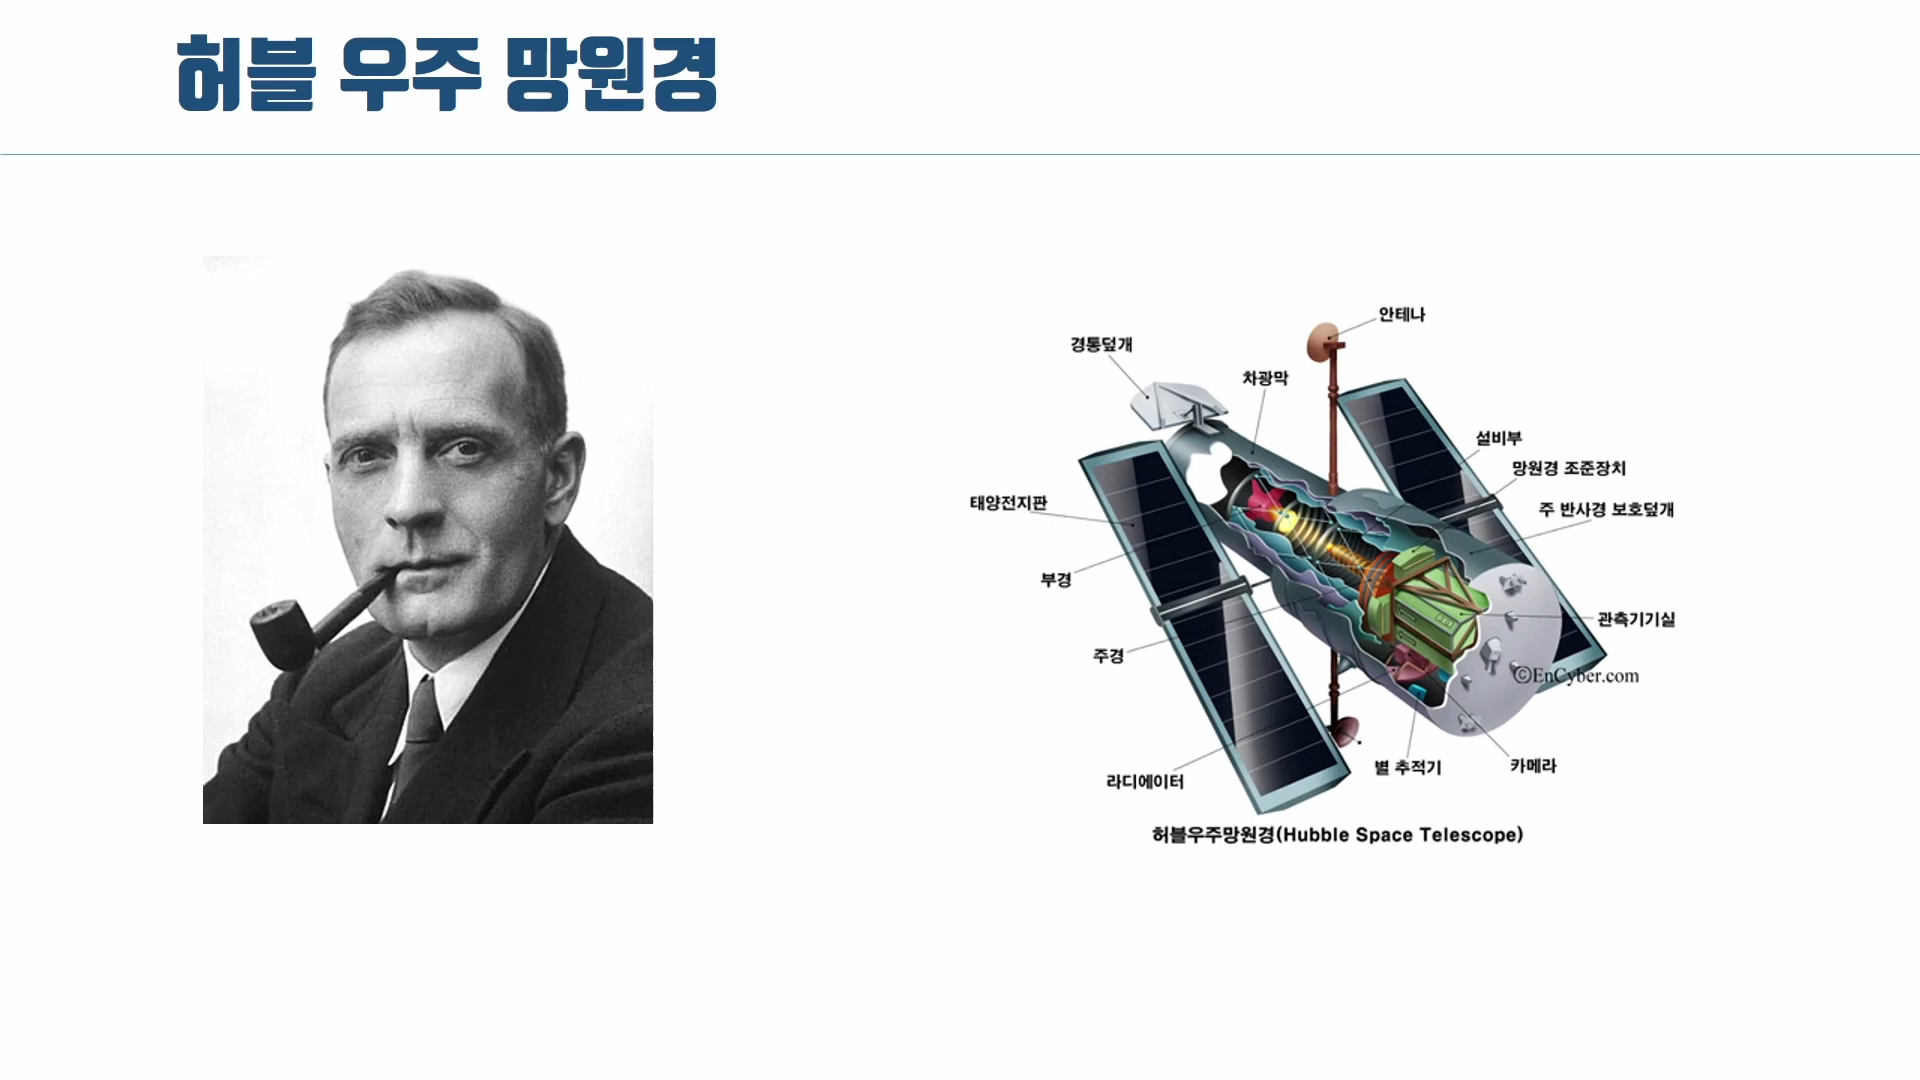 허블 우주 망원경
안테나
경통덮개
차광막
설비부
망원경 조준장치
태양전지판
주 반사경 보호덮개
부경
관측기기실
주경
©EnCyber.com
라디에이터
별 추적기
카메라
허블우주망원경(Hubble Space Telescope)